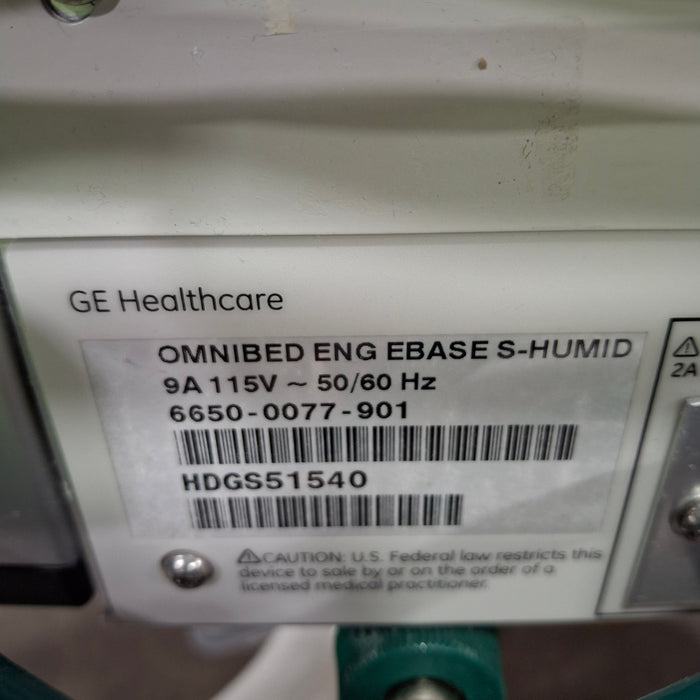 GE Healthcare
OMNIBED ENG EBASE S-HUMID
9A 115V ~ 50/60 Hz
6650-0077-901
HDGS51540
⚠CAUTION: U.S. Federal law restricts this
device to sale by or on the order of a
licensed medical practitioner.
⚠
2A